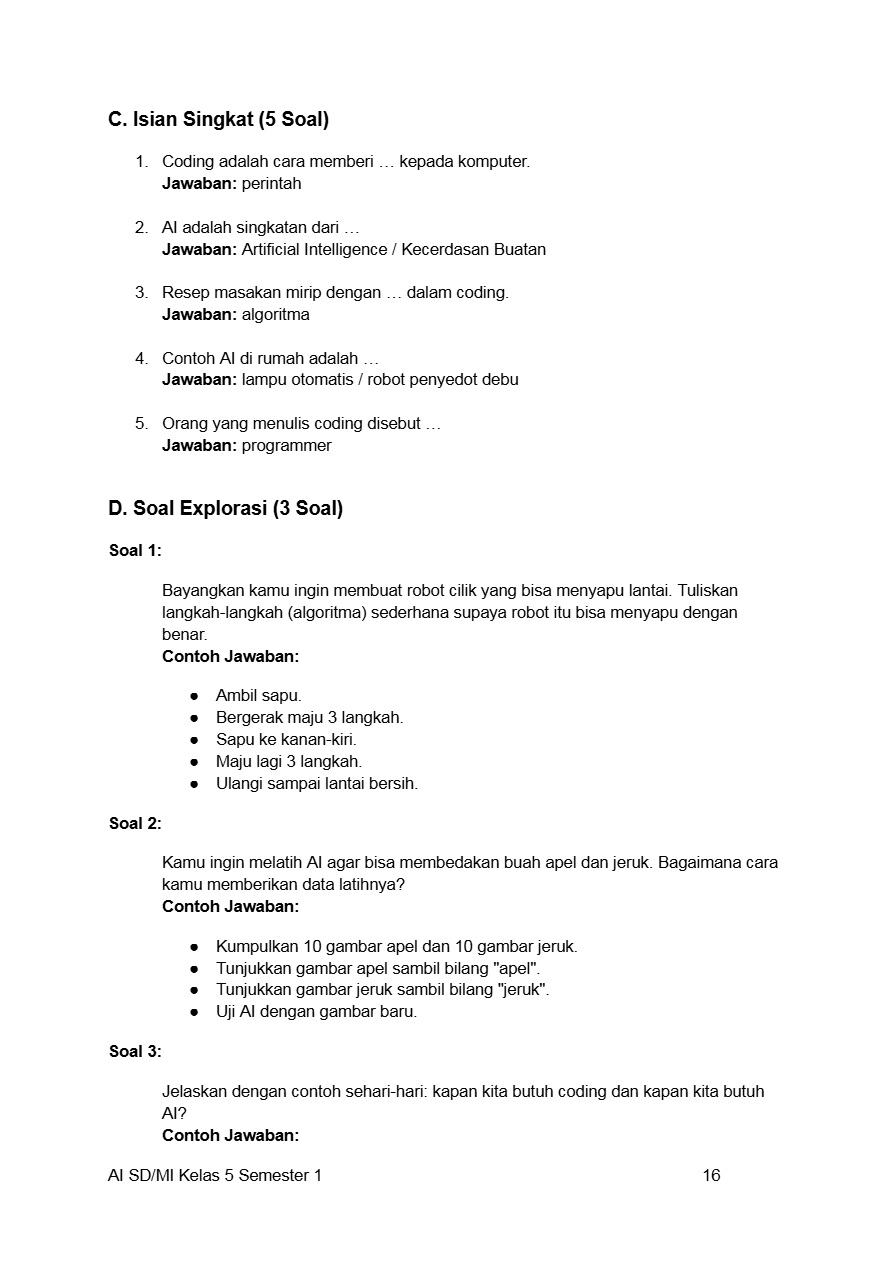 C. Isian Singkat (5 Soal)
1. Coding adalah cara memberi … kepada komputer.
Jawaban: perintah
2. AI adalah singkatan dari …
Jawaban: Artificial Intelligence / Kecerdasan Buatan
3. Resep masakan mirip dengan … dalam coding.
Jawaban: algoritma
4. Contoh AI di rumah adalah …
Jawaban: lampu otomatis / robot penyedot debu
5. Orang yang menulis coding disebut …
Jawaban: programmer
D. Soal Explorasi (3 Soal)
Soal 1:
Bayangkan kamu ingin membuat robot cilik yang bisa menyapu lantai. Tuliskan
langkah-langkah (algoritma) sederhana supaya robot itu bisa menyapu dengan
benar.
Contoh Jawaban:
● Ambil sapu.
● Bergerak maju 3 langkah.
● Sapu ke kanan-kiri.
● Maju lagi 3 langkah.
● Ulangi sampai lantai bersih.
Soal 2:
Kamu ingin melatih AI agar bisa membedakan buah apel dan jeruk. Bagaimana cara
kamu memberikan data latihnya?
Contoh Jawaban:
● Kumpulkan 10 gambar apel dan 10 gambar jeruk.
● Tunjukkan gambar apel sambil bilang "apel".
● Tunjukkan gambar jeruk sambil bilang "jeruk".
● Uji AI dengan gambar baru.
Soal 3:
Jelaskan dengan contoh sehari-hari: kapan kita butuh coding dan kapan kita butuh
AI?
Contoh Jawaban:
AI SD/MI Kelas 5 Semester 1 16